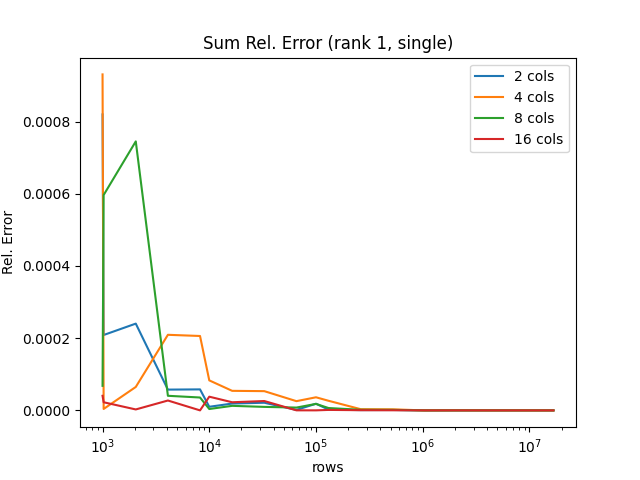 Sum Rel. Error (rank 1, single)
2 cols
4 cols
8 cols
16 cols
0.0008
0.0006
0.0004
0.0002
0.0000
Rel. Error
10³ 10⁴ 10⁵ 10⁶ 10⁷
rows